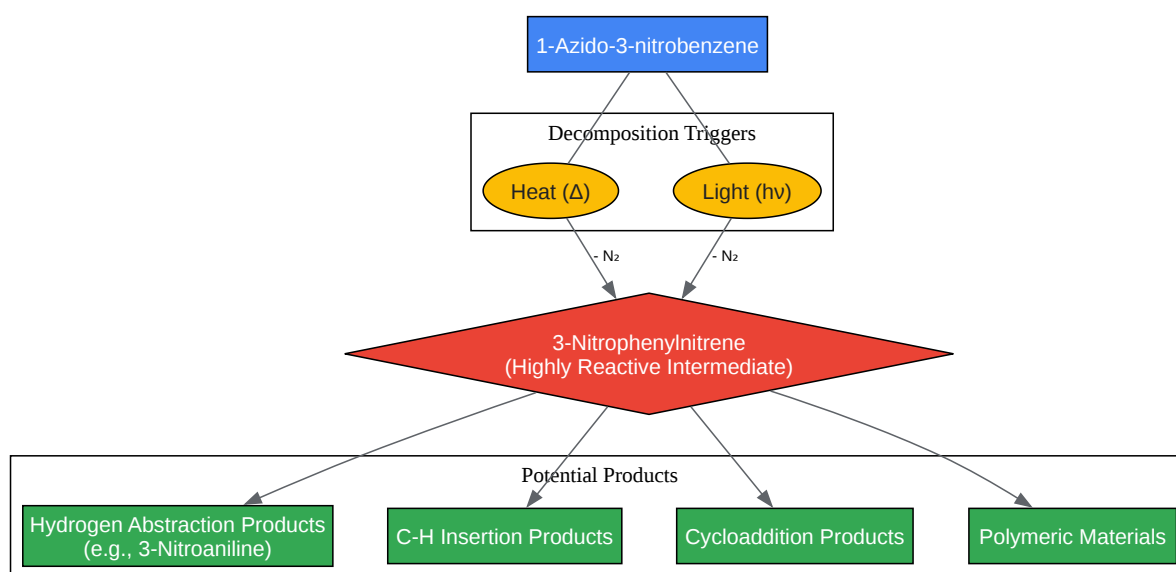 1-Azido-3-nitrobenzene
Decomposition Triggers
Heat (Δ)
Light (hν)
- N₂
- N₂
3-Nitrophenylnitrene
(Highly Reactive Intermediate)
Potential Products
Hydrogen Abstraction Products
(e.g., 3-Nitroaniline)
C-H Insertion Products
Cycloaddition Products
Polymeric Materials